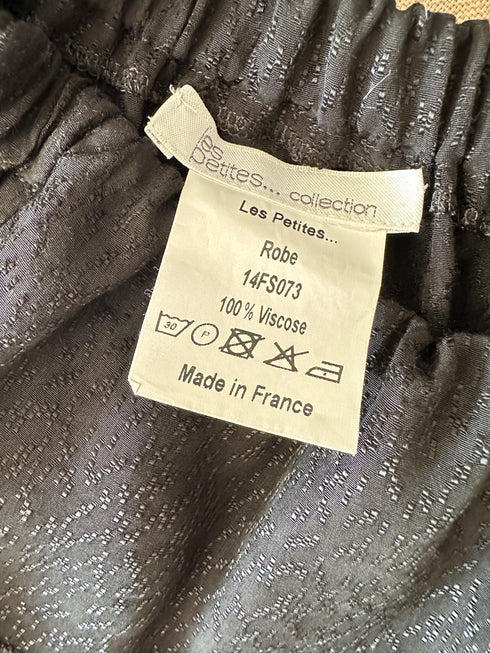 les
petites... collection
Les Petites...
Robe
14FS073
100% Viscose
30 P
Made in France